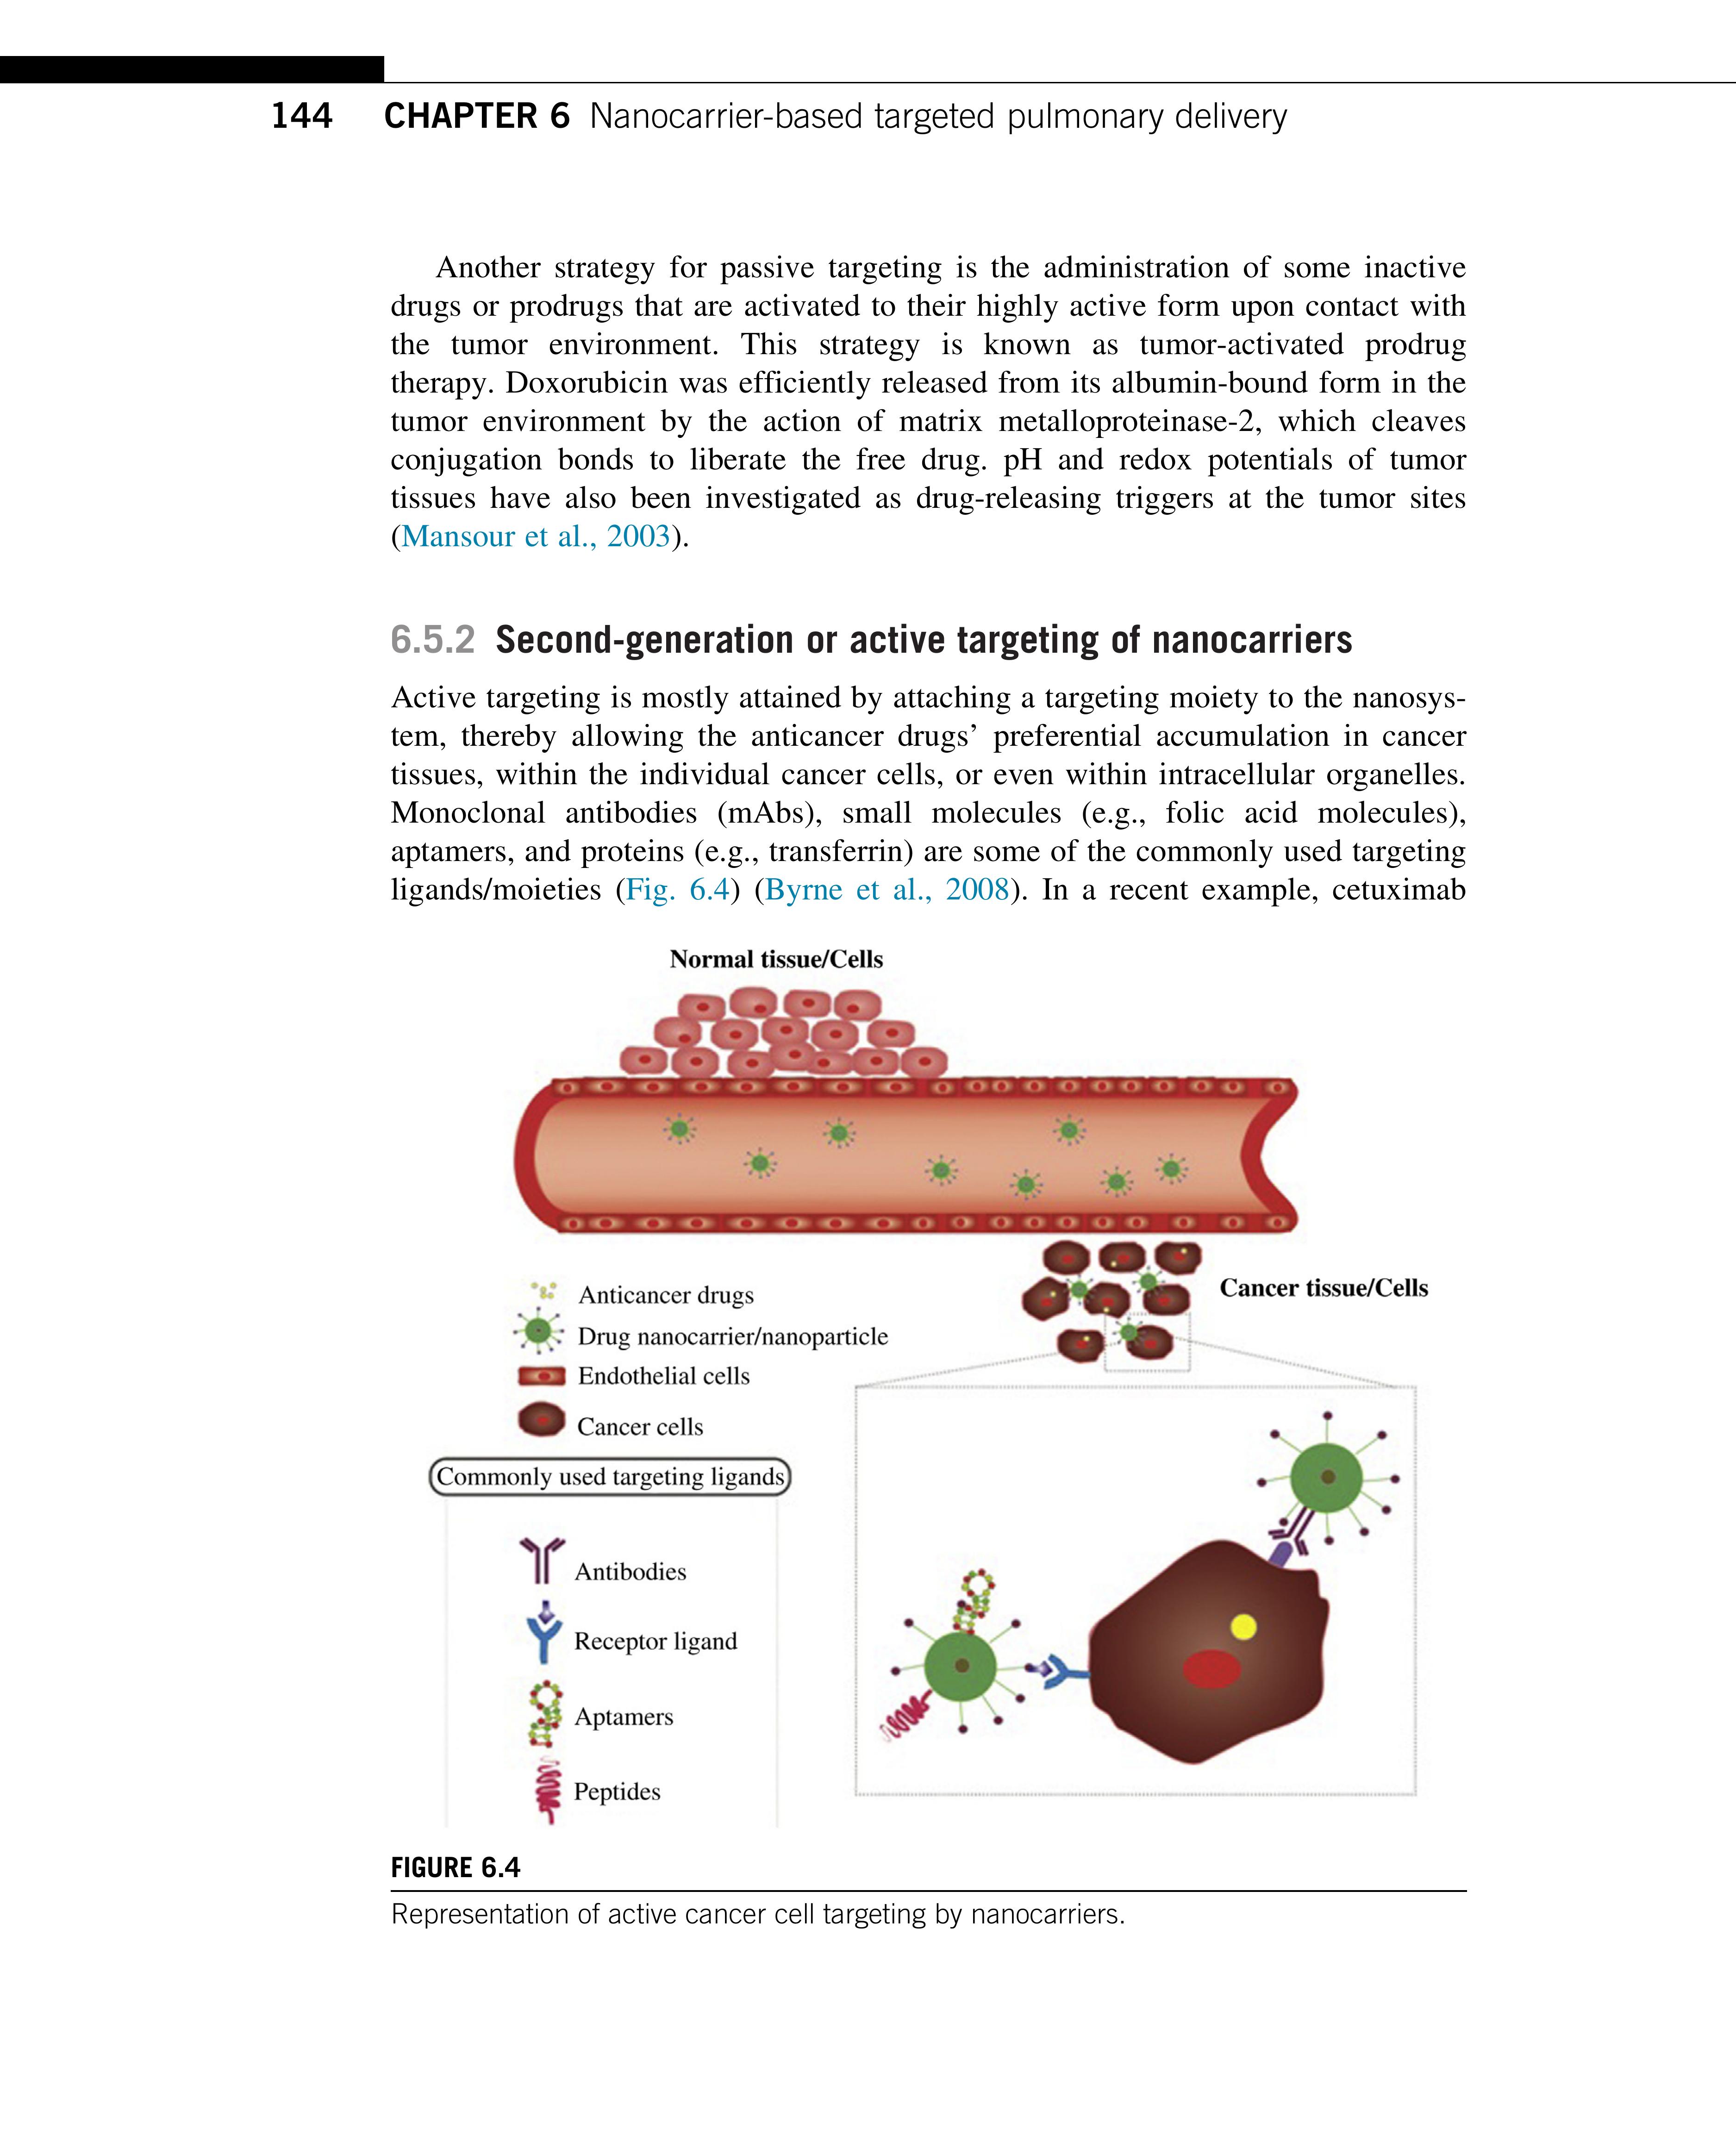 144 CHAPTER 6 Nanocarrier-based targeted pulmonary delivery
Another strategy for passive targeting is the administration of some inactive
drugs or prodrugs that are activated to their highly active form upon contact with
the tumor environment. This strategy is known as tumor-activated prodrug
therapy. Doxorubicin was efficiently released from its albumin-bound form in the
tumor environment by the action of matrix metalloproteinase-2, which cleaves
conjugation bonds to liberate the free drug. pH and redox potentials of tumor
tissues have also been investigated as drug-releasing triggers at the tumor sites
(Mansour et al., 2003).
6.5.2 Second-generation or active targeting of nanocarriers
Active targeting is mostly attained by attaching a targeting moiety to the nanosys-
tem, thereby allowing the anticancer drugs’ preferential accumulation in cancer
tissues, within the individual cancer cells, or even within intracellular organelles.
Monoclonal antibodies (mAbs), small molecules (e.g., folic acid molecules),
aptamers, and proteins (e.g., transferrin) are some of the commonly used targeting
ligands/moieties (Fig. 6.4) (Byrne et al., 2008). In a recent example, cetuximab
Normal tissue/Cells
Cancer tissue/Cells
Anticancer drugs
Drug nanocarrier/nanoparticle
Endothelial cells
Cancer cells
Commonly used targeting ligands
Antibodies
Receptor ligand
Aptamers
Peptides
FIGURE 6.4
Representation of active cancer cell targeting by nanocarriers.